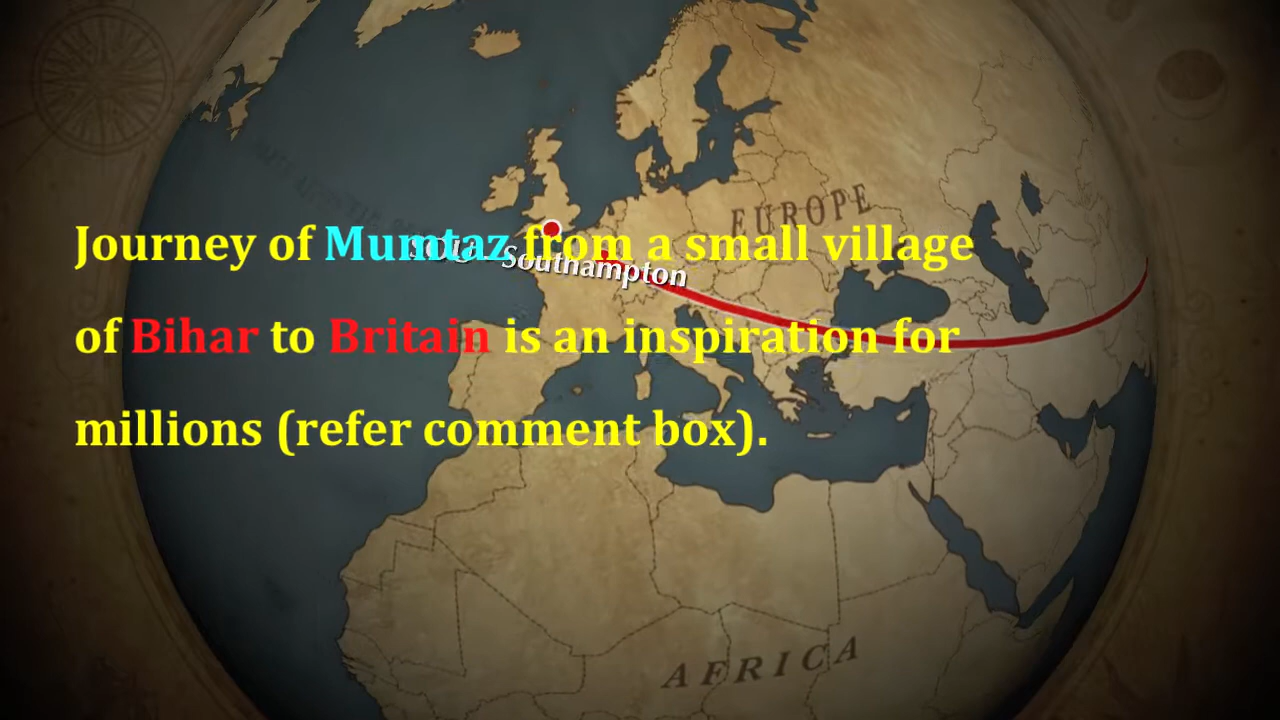 EUROPE
Journey of Mumtaz from a small village
Southampton
of Bihar to Britain is an inspiration for
millions (refer comment box).
AFRICA